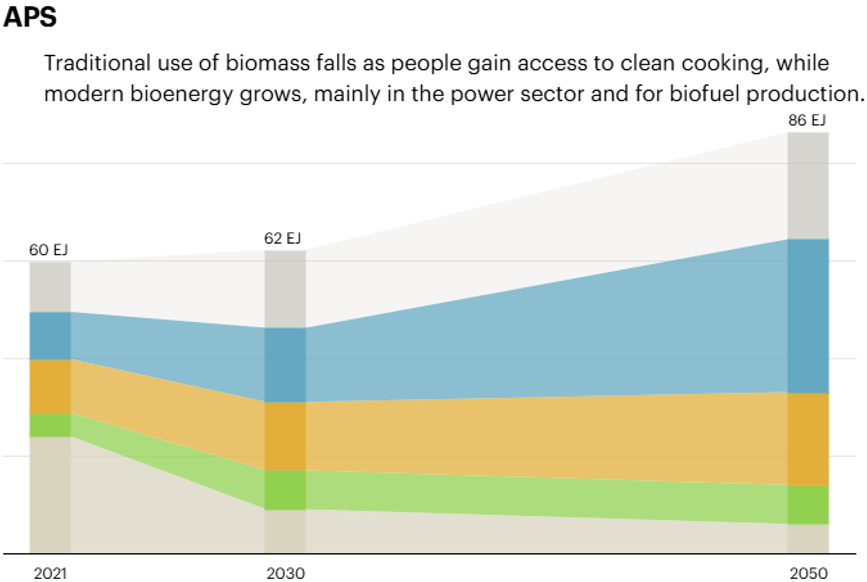 APS
Traditional use of biomass falls as people gain access to clean cooking, while
modern bioenergy grows, mainly in the power sector and for biofuel production.
86 EJ
62 EJ
60 EJ
2021
2030
2050